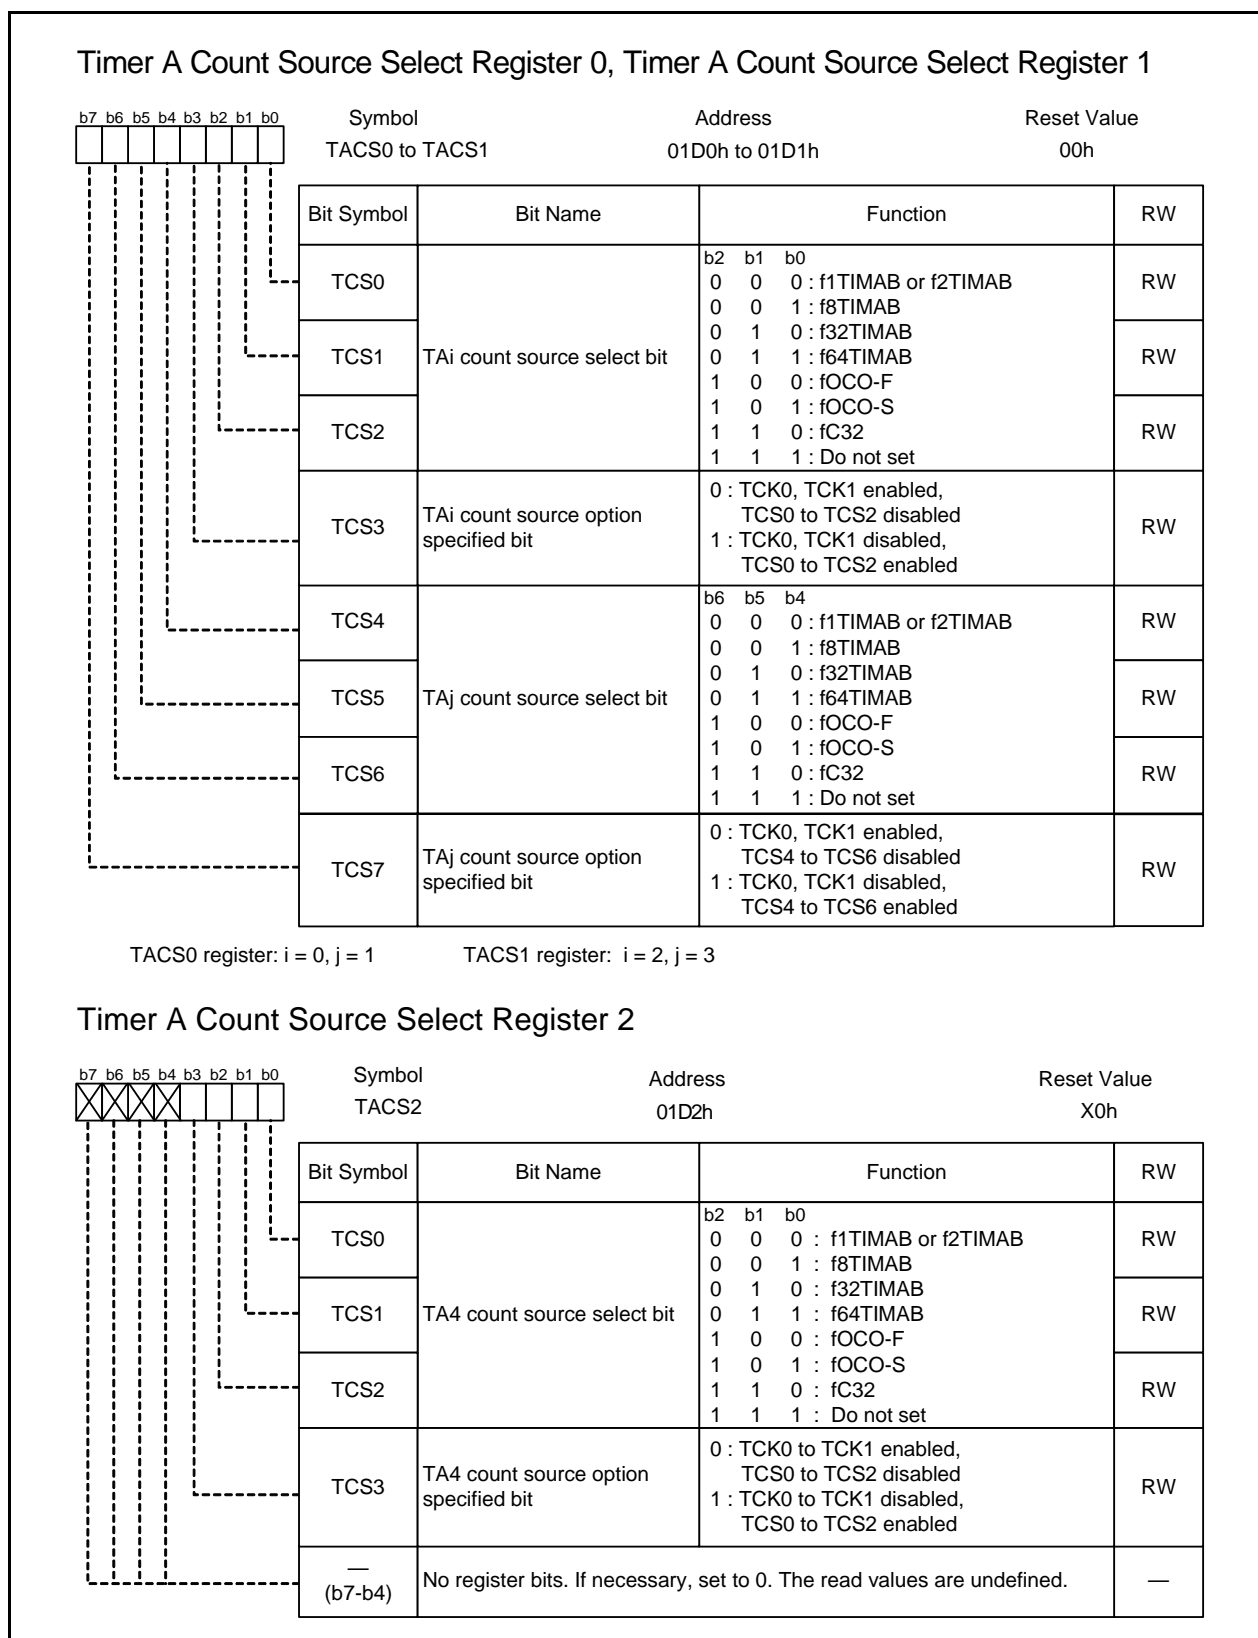 Timer A Count Source Select Register 0, Timer A Count Source Select Register 1
b7 b6 b5 b4 b3 b2 b1 b0
Symbol Address Reset Value
TACS0 to TACS1 01D0h to 01D1h 00h
Bit Symbol Bit Name Function RW
b2 b1 b0
TCS0 0 0 0 : f1TIMAB or f2TIMAB RW
0 0 1 : f8TIMAB
0 1 0 : f32TIMAB
TCS1 TAi count source select bit 0 1 1 : f64TIMAB RW
1 0 0 : fOCO-F
1 0 1 : fOCO-S
TCS2 1 1 0 : fC32 RW
1 1 1 : Do not set
0 : TCK0, TCK1 enabled,
TAi count source option TCS0 to TCS2 disabled
TCS3 specified bit 1 : TCK0, TCK1 disabled, RW
TCS0 to TCS2 enabled
b6 b5 b4
TCS4 0 0 0 : f1TIMAB or f2TIMAB RW
0 0 1 : f8TIMAB
0 1 0 : f32TIMAB
TCS5 TAj count source select bit 0 1 1 : f64TIMAB RW
1 0 0 : fOCO-F
1 0 1 : fOCO-S
TCS6 1 1 0 : fC32 RW
1 1 1 : Do not set
0 : TCK0, TCK1 enabled,
TAj count source option TCS4 to TCS6 disabled
TCS7 specified bit 1 : TCK0, TCK1 disabled, RW
TCS4 to TCS6 enabled
TACS0 register: i = 0, j = 1 TACS1 register: i = 2, j = 3
Timer A Count Source Select Register 2
b7 b6 b5 b4 b3 b2 b1 b0
Symbol Address Reset Value
TACS2 01D2h X0h
Bit Symbol Bit Name Function RW
b2 b1 b0
TCS0 0 0 0 : f1TIMAB or f2TIMAB RW
0 0 1 : f8TIMAB
0 1 0 : f32TIMAB
TCS1 TA4 count source select bit 0 1 1 : f64TIMAB RW
1 0 0 : fOCO-F
1 0 1 : fOCO-S
TCS2 1 1 0 : fC32 RW
1 1 1 : Do not set
0 : TCK0 to TCK1 enabled,
TA4 count source option TCS0 to TCS2 disabled
TCS3 specified bit 1 : TCK0 to TCK1 disabled, RW
TCS0 to TCS2 enabled
— No register bits. If necessary, set to 0. The read values are undefined. —
(b7-b4)